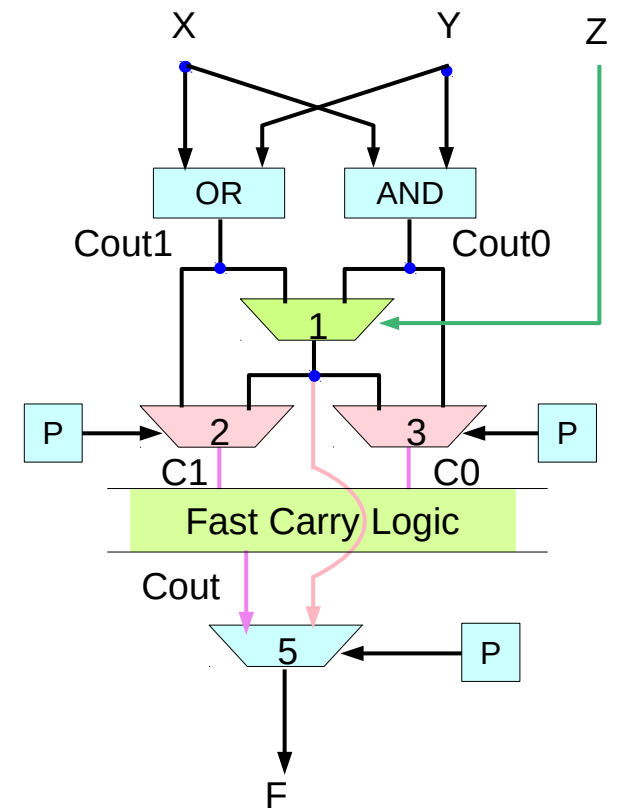 X Y Z
OR AND
Cout1 Cout0
1
P 2 3 P
C1 C0
Fast Carry Logic
Cout
5 P
F